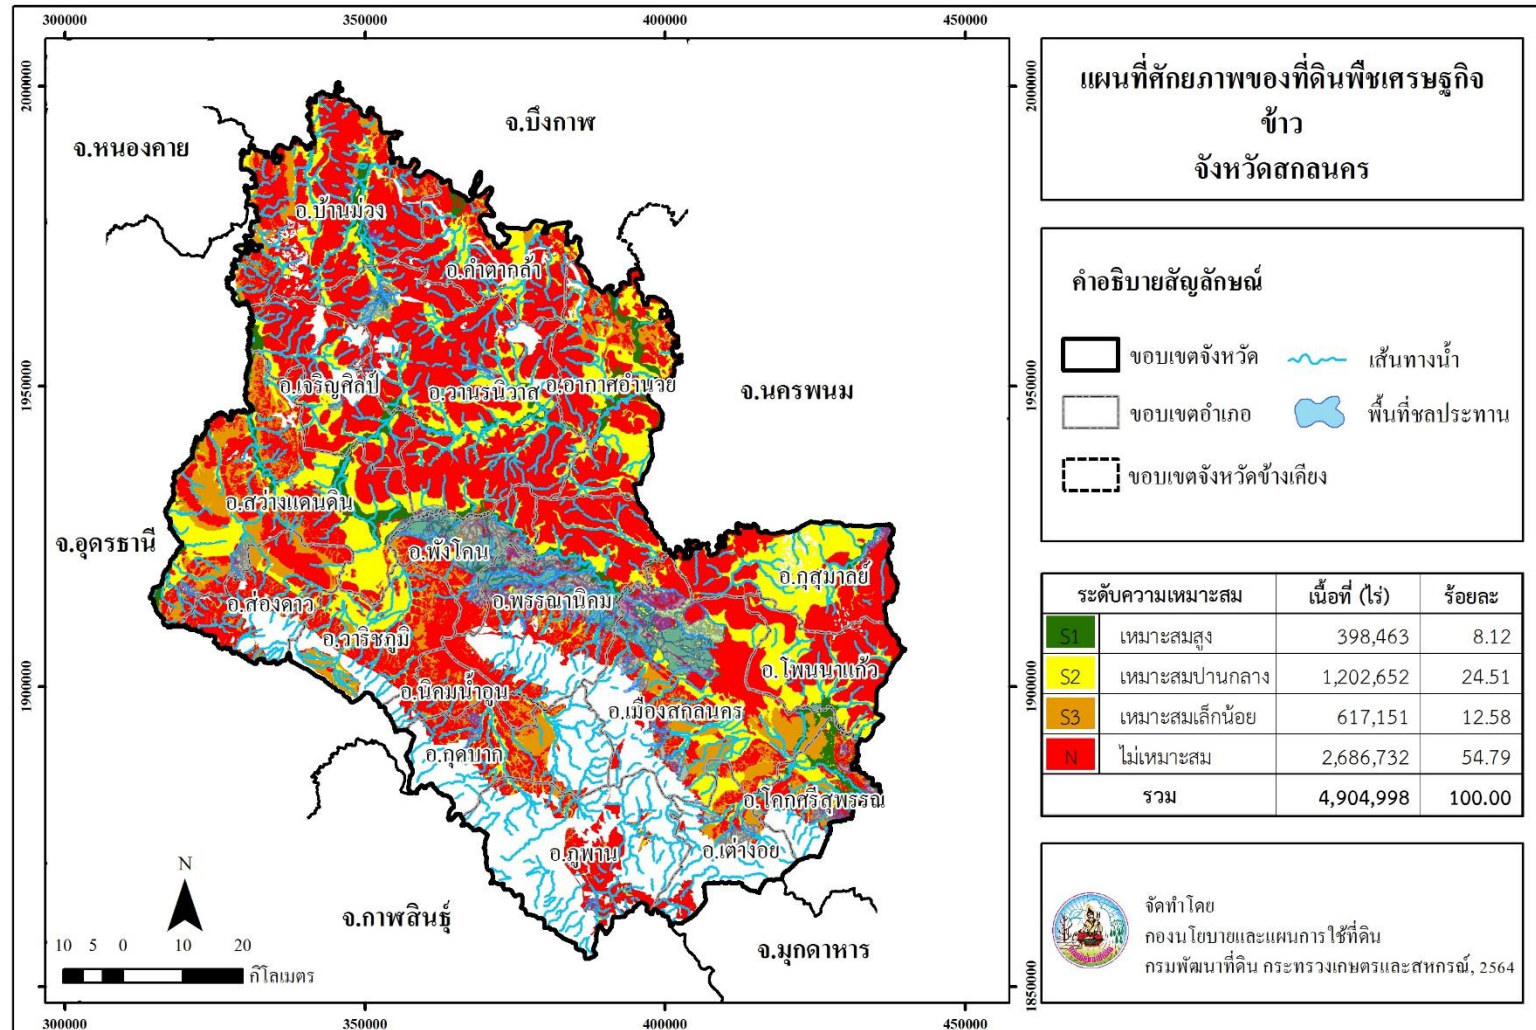 300000
350000
400000
450000
2000000
1950000
1900000
2000000
1950000
1900000
1850000
300000
350000
400000
450000
จ.หนองคาย
จ.บึงกาฬ
จ.นครพนม
จ.อุดรธานี
จ.กาฬสินธุ์
จ.มุกดาหาร
อ.บ้านม่วง
อ.คำตากล้า
อ.เจริญศิลป์
อ.วานรนิวาส
อ.อากาศอำนวย
อ.สว่างแดนดิน
อ.พังโคน
อ.กุสุมาลย์
อ.ส่องดาว
อ.พรรณานิคม
อ.วาริชภูมิ
อ.โพนนาแก้ว
อ.นิคมน้ำอูน
อ.เมืองสกลนคร
อ.กุดบาก
อ.โคกศรีสุพรรณ
อ.ภูพาน
อ.เต่างอย
N
10 5 0 10 20
กิโลเมตร
แผนที่ศักยภาพของที่ดินพืชเศรษฐกิจ
ข้าว
จังหวัดสกลนคร
คำอธิบายสัญลักษณ์
ขอบเขตจังหวัด
เส้นทางน้ำ
ขอบเขตอำเภอ
พื้นที่ชลประทาน
ขอบเขตจังหวัดข้างเคียง
ระดับความเหมาะสม เนื้อที่ (ไร่) ร้อยละ
S1 เหมาะสมสูง 398,463 8.12
S2 เหมาะสมปานกลาง 1,202,652 24.51
S3 เหมาะสมเล็กน้อย 617,151 12.58
N ไม่เหมาะสม 2,686,732 54.79
รวม 4,904,998 100.00
จัดทำโดย
กองนโยบายและแผนการใช้ที่ดิน
กรมพัฒนาที่ดิน กระทรวงเกษตรและสหกรณ์, 2564